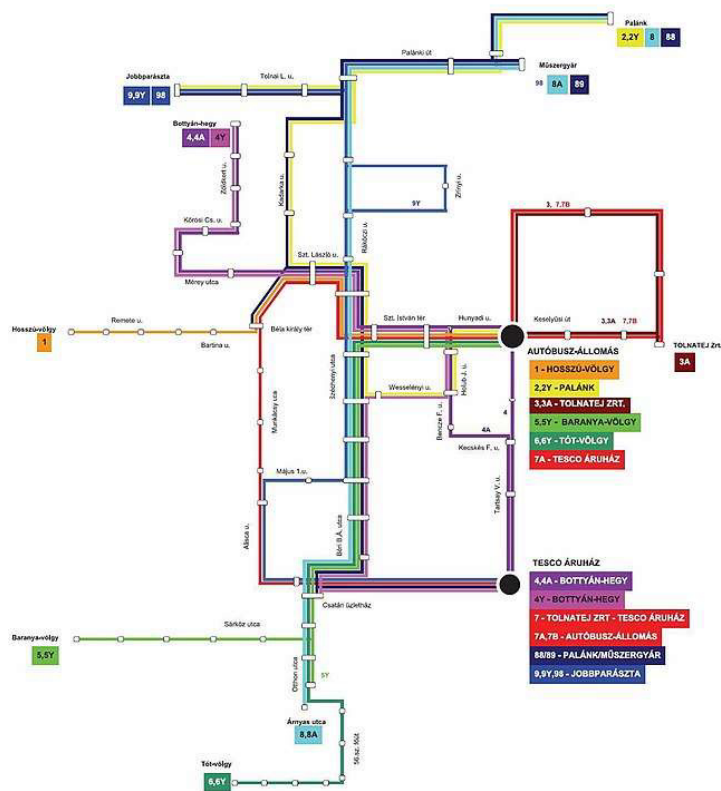 Palánk
2,2Y 8 88
Palánki út
Műszergyár
98 8A 89
Jobbparászta
9,9Y 98
Tolnai L. u.
Bottyán-hegy
4,4A 4Y
Zöldkert u.
Kadarka u.
Zrínyi u.
9Y
Rákóczi u.
Kőrösi Cs. u.
3, 7,7B
Szt. László u.
Mérey utca
Szt. István tér
Hunyadi u.
Keselyűsi út
3,3A 7,7B
Remete u.
Hosszú-völgy
1
Bartina u.
Béla király tér
TOLNATEJ Zrt.
3A
AUTÓBUSZ-ÁLLOMÁS
1 - HOSSZÚ-VÖLGY
2,2Y - PALÁNK
3,3A - TOLNATEJ ZRT.
5,5Y - BARANYA-VÖLGY
6,6Y - TÓT-VÖLGY
7A - TESCO ÁRUHÁZ
Széchenyi utca
Munkácsy uca
Wesselényi u.
Holub J. u.
Bencze F. u.
4
4A
Kecskés F. u.
Május 1.u.
Tartsay V. u.
Alisca u.
Béri B.Á. utca
TESCO ÁRUHÁZ
4,4A - BOTTYÁN-HEGY
4Y - BOTTYÁN-HEGY
7 - TOLNATEJ ZRT - TESCO ÁRUHÁZ
7A,7B - AUTÓBUSZ-ÁLLOMÁS
88/89 - PALÁNK/MŰSZERGYÁR
9,9Y,98 - JOBBPARÁSZTA
Csatári üzletház
Sárköz utca
Baranya-völgy
5,5Y
Otthon utca
5Y
Árnyas utca
8,8A
56.sz. főút
Tót-völgy
6,6Y